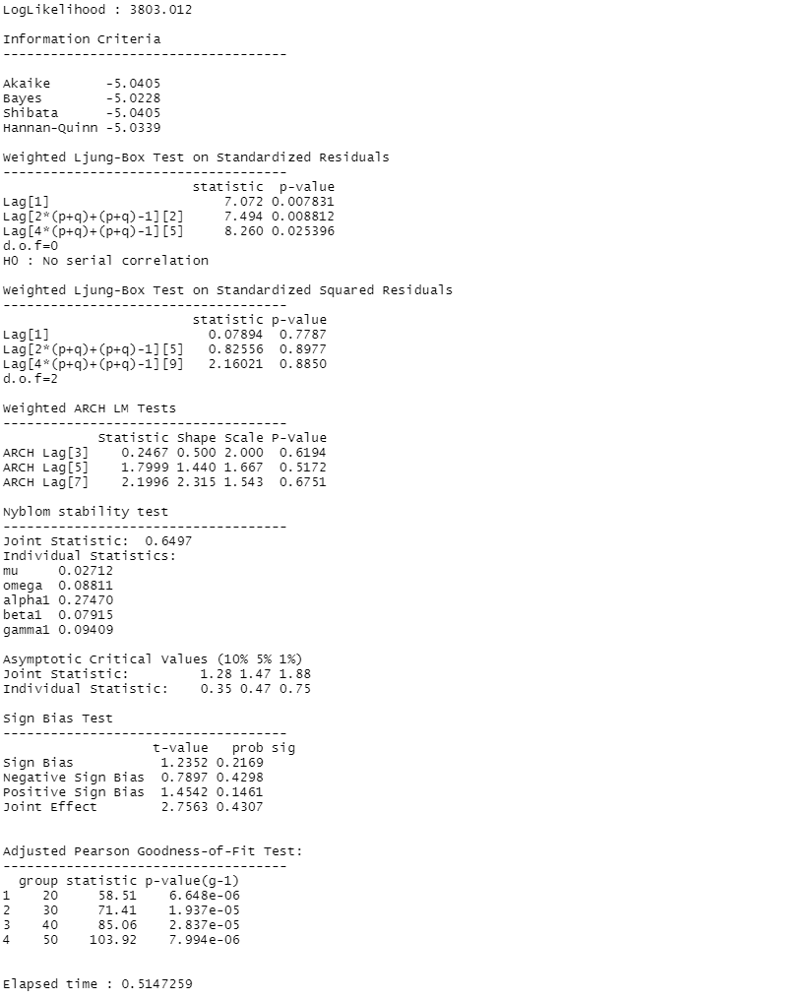 LogLikelihood : 3803.012
Information Criteria
------------------------------------
Akaike       -5.0405
Bayes        -5.0228
Shibata      -5.0405
Hannan-Quinn -5.0339
Weighted Ljung-Box Test on Standardized Residuals
------------------------------------
                        statistic  p-value
Lag[1]                      7.072 0.007831
Lag[2*(p+q)+(p+q)-1][2]     7.494 0.008812
Lag[4*(p+q)+(p+q)-1][5]     8.260 0.025396
d.o.f=0
H0 : No serial correlation
Weighted Ljung-Box Test on Standardized Squared Residuals
------------------------------------
                        statistic p-value
Lag[1]                    0.07894  0.7787
Lag[2*(p+q)+(p+q)-1][5]   0.82556  0.8977
Lag[4*(p+q)+(p+q)-1][9]   2.16021  0.8850
d.o.f=2
Weighted ARCH LM Tests
------------------------------------
            Statistic Shape Scale P-Value
ARCH Lag[3]    0.2467 0.500 2.000  0.6194
ARCH Lag[5]    1.7999 1.440 1.667  0.5172
ARCH Lag[7]    2.1996 2.315 1.543  0.6751
Nyblom stability test
------------------------------------
Joint Statistic:  0.6497
Individual Statistics:
mu     0.02712
omega  0.08811
alpha1 0.27470
beta1  0.07915
gamma1 0.09409
Asymptotic Critical Values (10% 5% 1%)
Joint Statistic:         1.28 1.47 1.88
Individual Statistic:    0.35 0.47 0.75
Sign Bias Test
------------------------------------
                   t-value   prob sig
Sign Bias           1.2352 0.2169
Negative Sign Bias  0.7897 0.4298
Positive Sign Bias  1.4542 0.1461
Joint Effect        2.7563 0.4307
Adjusted Pearson Goodness-of-Fit Test:
------------------------------------
  group statistic p-value(g-1)
1    20     58.51    6.648e-06
2    30     71.41    1.937e-05
3    40     85.06    2.837e-05
4    50    103.92    7.994e-06
Elapsed time : 0.5147259